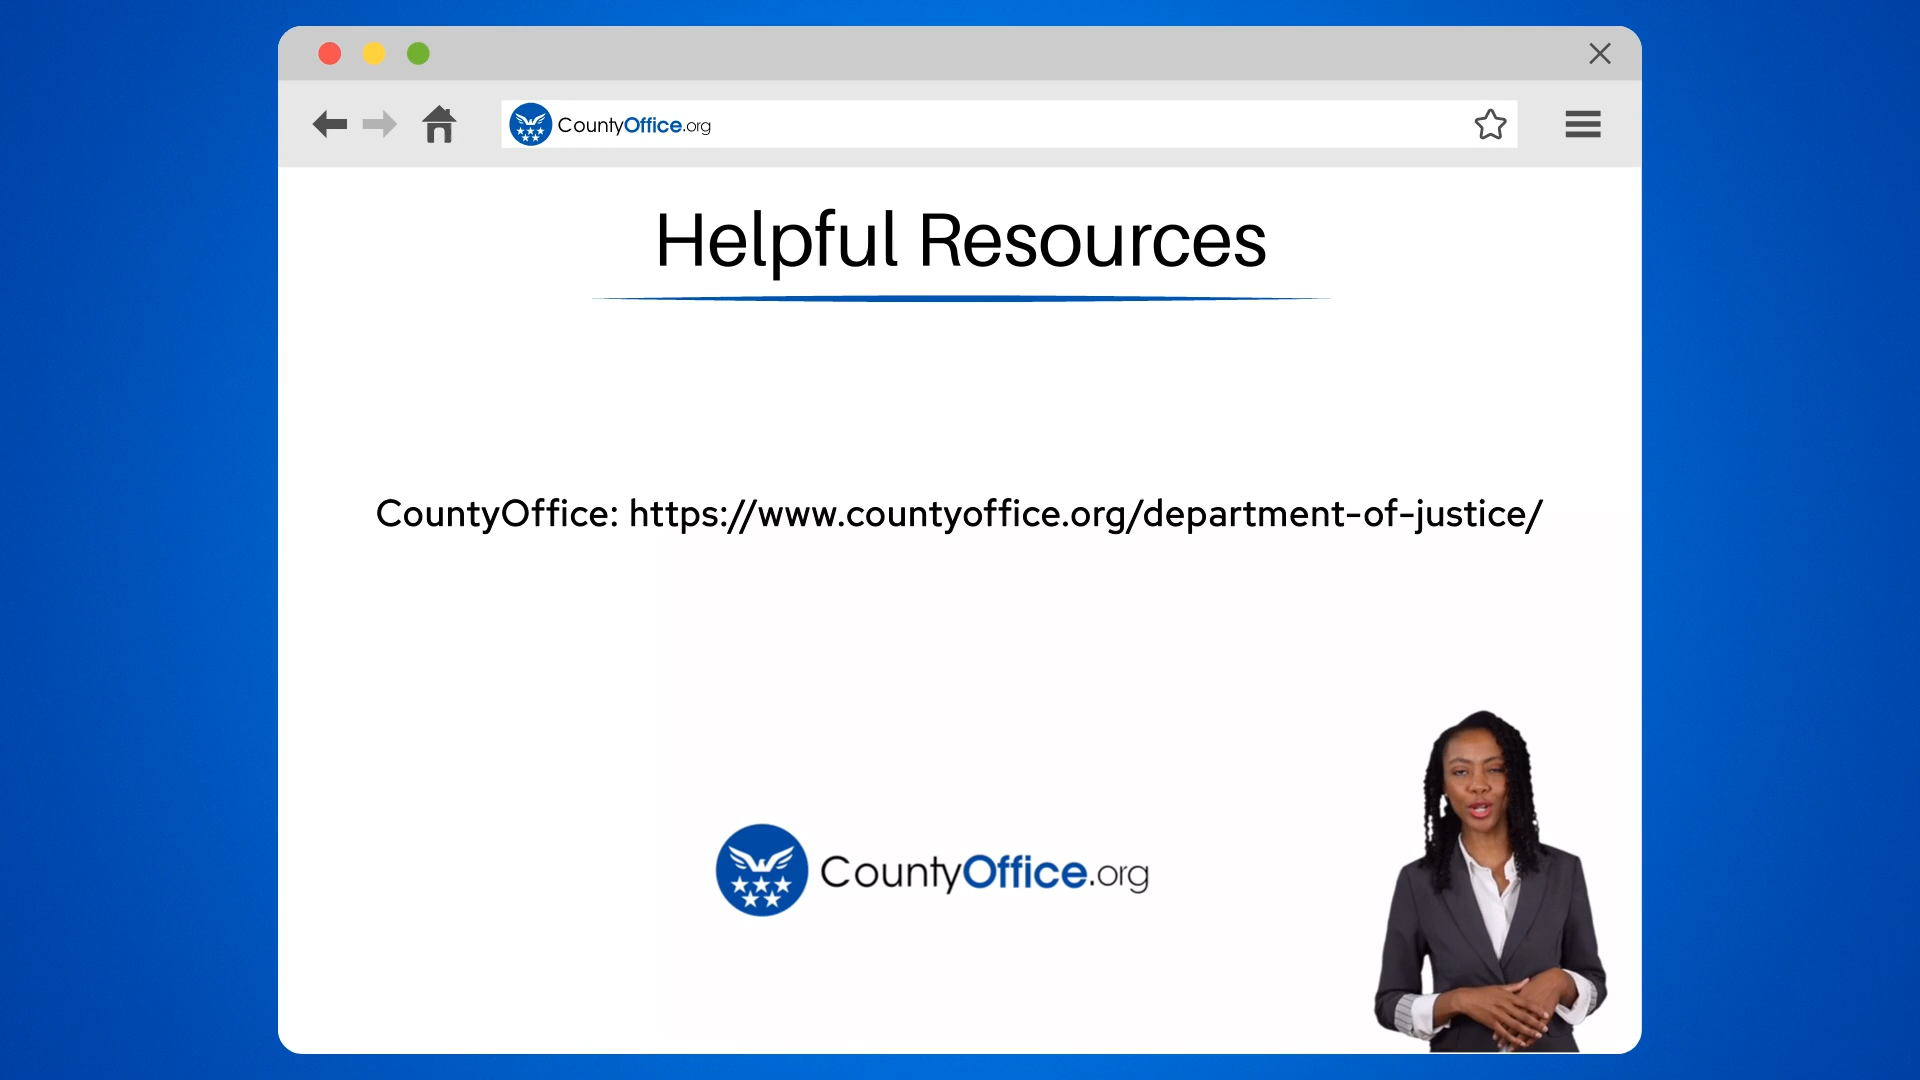 CountyOffice.org
Helpful Resources
CountyOffice: https://www.countyoffice.org/department-of-justice/
CountyOffice.org